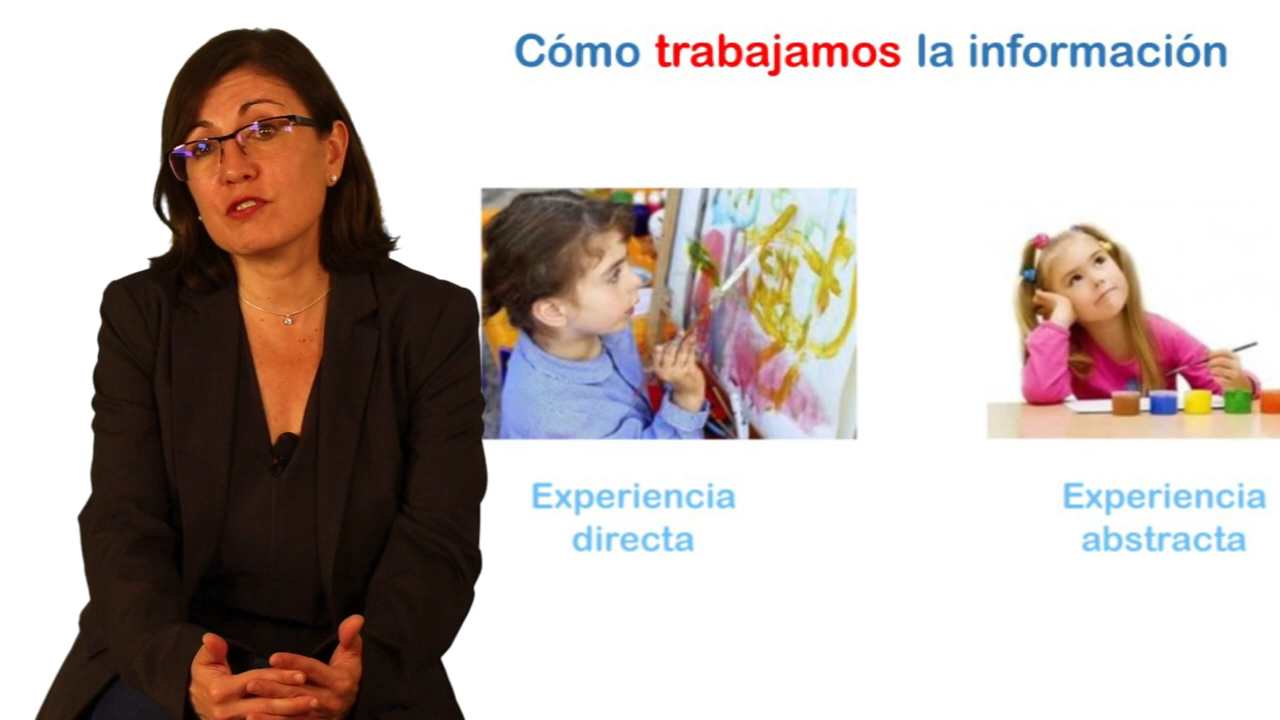 Cómo trabajamos la información
Experiencia
directa
Experiencia
abstracta